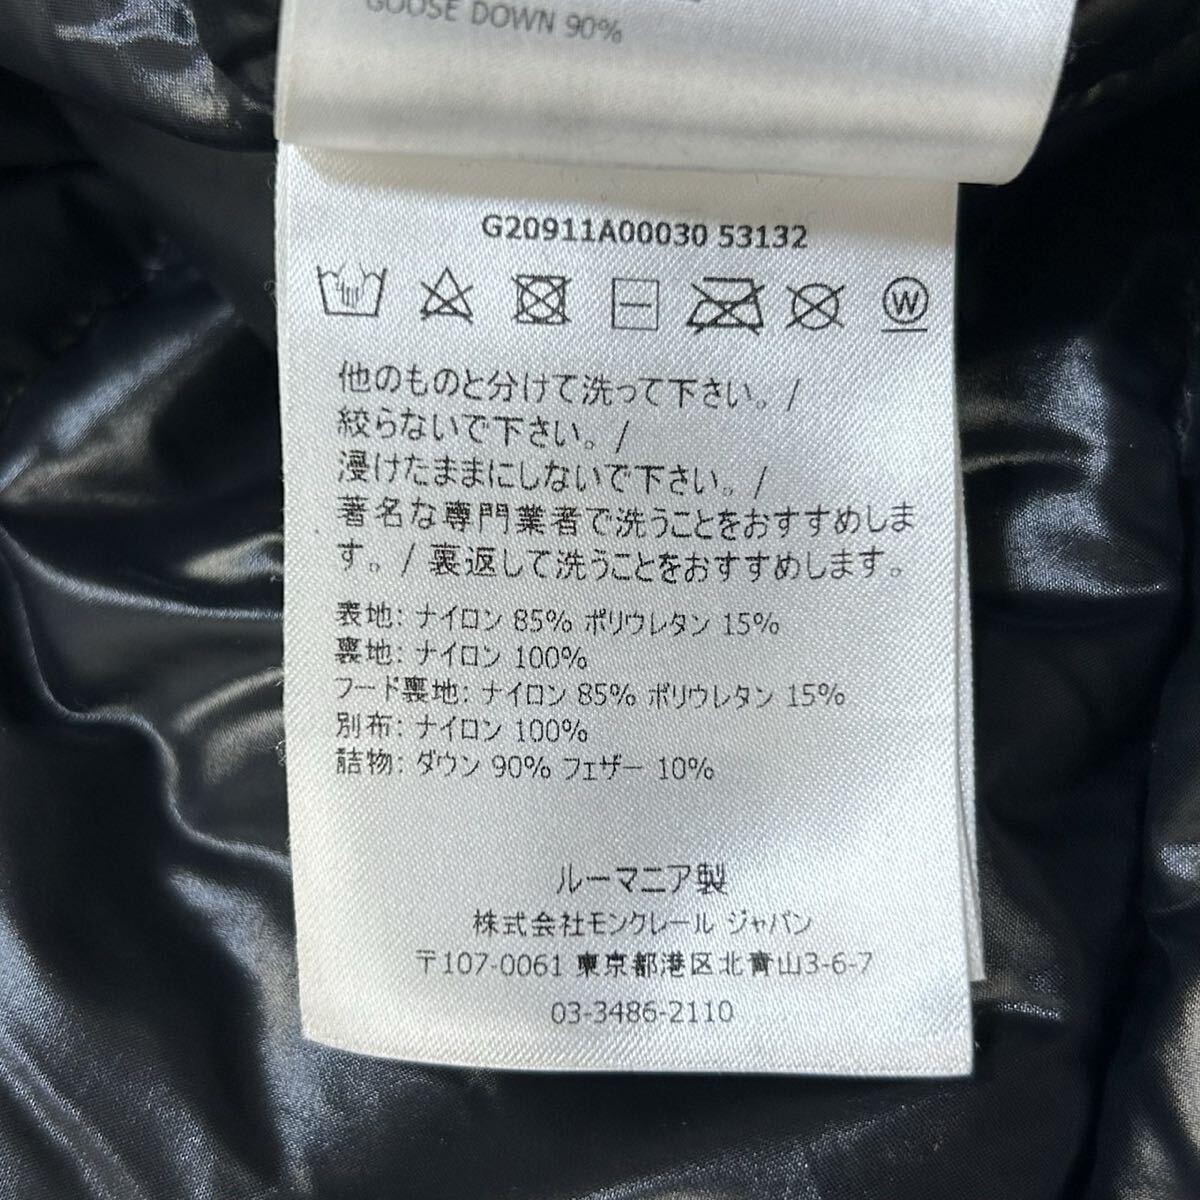 GOOSE DOWN 90%
G20911A00030 53132
W
他のものと分けて洗って下さい。/
絞らないで下さい。/
浸けたままにしないで下さい。/
著名な専門業者で洗うことをおすすめしま
す。/ 裏返して洗うことをおすすめします。
表地: ナイロン 85% ポリウレタン 15%
裏地: ナイロン 100%
フード裏地: ナイロン 85% ポリウレタン 15%
別布: ナイロン 100%
詰物: ダウン 90% フェザー 10%
ルーマニア製
株式会社モンクレール ジャパン
〒107-0061 東京都港区北青山3-6-7
03-3486-2110